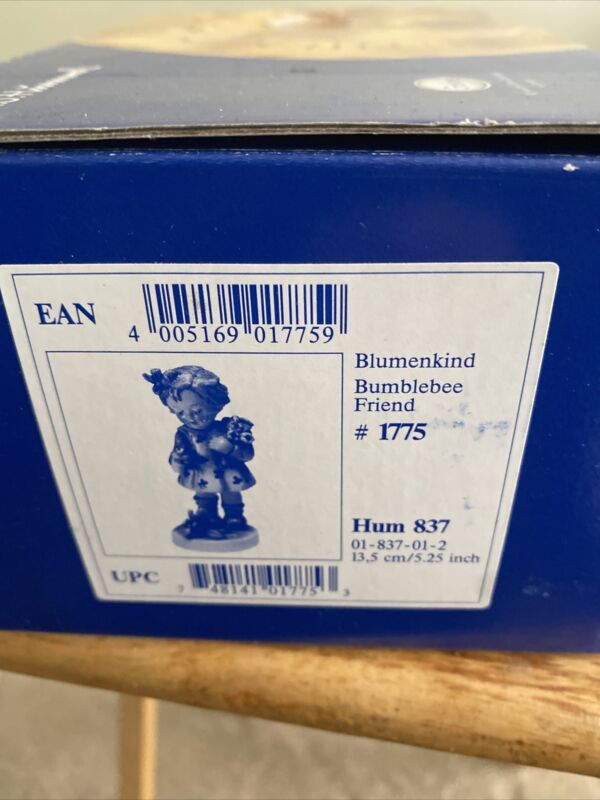 EAN
4 005169 017759
Blumenkind
Bumblebee
Friend
# 1775
Hum 837
01-837-01-2
13,5 cm/5.25 inch
UPC
7 48141 01775 3